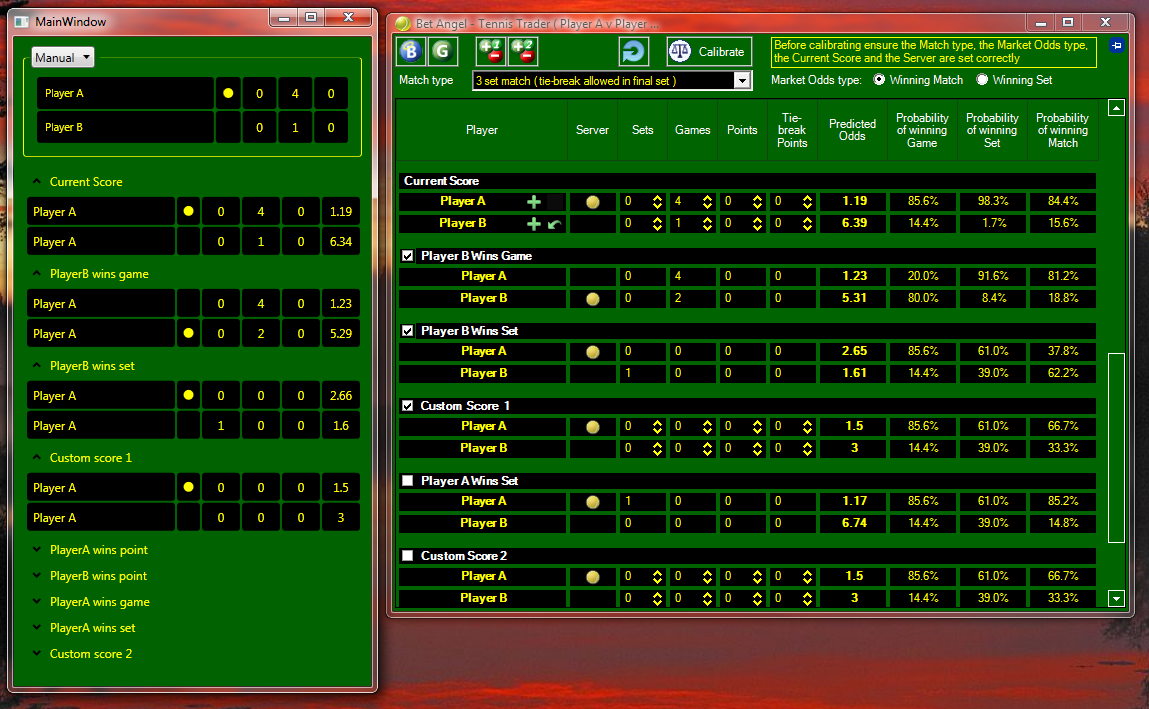 MainWindow
Manual
Player A 0 4 0
Player B 0 1 0
Current Score
Player A 0 4 0 1.19
Player A 0 1 0 6.34
PlayerB wins game
Player A 0 4 0 1.23
Player A 0 2 0 5.29
PlayerB wins set
Player A 0 0 0 2.66
Player A 1 0 0 1.6
Custom score 1
Player A 0 0 0 1.5
Player A 0 0 0 3
PlayerA wins point
PlayerB wins point
PlayerA wins game
PlayerA wins set
Custom score 2
Bet Angel - Tennis Trader ( Player A v Player ...
B G +1 +2 Calibrate
Before calibrating ensure the Match type, the Market Odds type,
the Current Score and the Server are set correctly
Match type 3 set match ( tie-break allowed in final set ) Market Odds type: Winning Match Winning Set
Player Server Sets Games Points Tie-break Points Predicted Odds Probability of winning Game Probability of winning Set Probability of winning Match
Current Score
Player A 0 4 0 0 1.19 85.6% 98.3% 84.4%
Player B 0 1 0 0 6.39 14.4% 1.7% 15.6%
Player B Wins Game
Player A 0 4 0 0 1.23 20.0% 91.6% 81.2%
Player B 0 2 0 0 5.31 80.0% 8.4% 18.8%
Player B Wins Set
Player A 0 0 0 0 2.65 85.6% 61.0% 37.8%
Player B 1 0 0 0 1.61 14.4% 39.0% 62.2%
Custom Score 1
Player A 0 0 0 0 1.5 85.6% 61.0% 66.7%
Player B 0 0 0 0 3 14.4% 39.0% 33.3%
Player A Wins Set
Player A 1 0 0 0 1.17 85.6% 61.0% 85.2%
Player B 0 0 0 0 6.74 14.4% 39.0% 14.8%
Custom Score 2
Player A 0 0 0 0 1.5 85.6% 61.0% 66.7%
Player B 0 0 0 0 3 14.4% 39.0% 33.3%